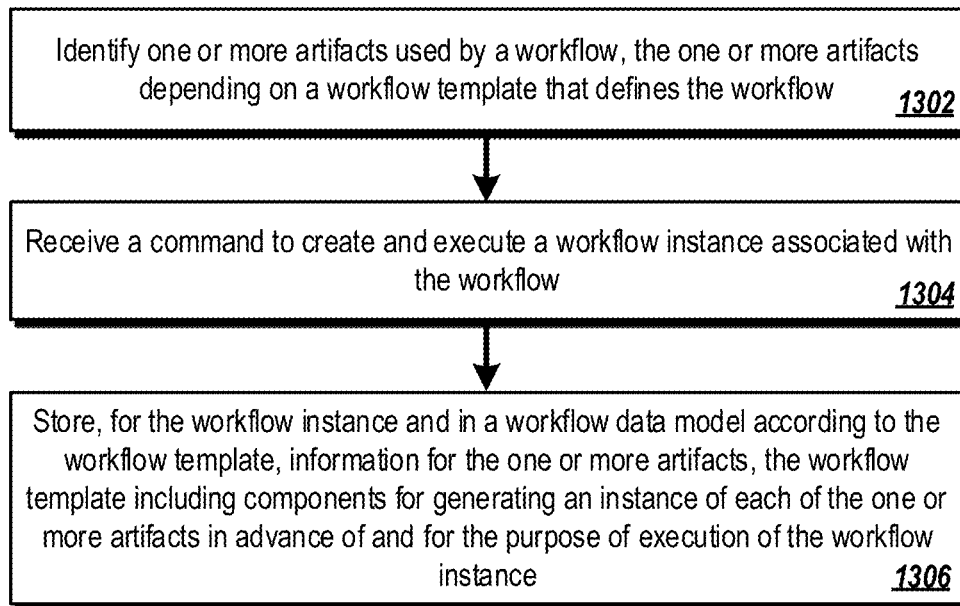 Identify one or more artifacts used by a workflow, the one or more artifacts
depending on a workflow template that defines the workflow
1302
Receive a command to create and execute a workflow instance associated with
the workflow
1304
Store, for the workflow instance and in a workflow data model according to the
workflow template, information for the one or more artifacts, the workflow
template including components for generating an instance of each of the one or
more artifacts in advance of and for the purpose of execution of the workflow
instance
1306